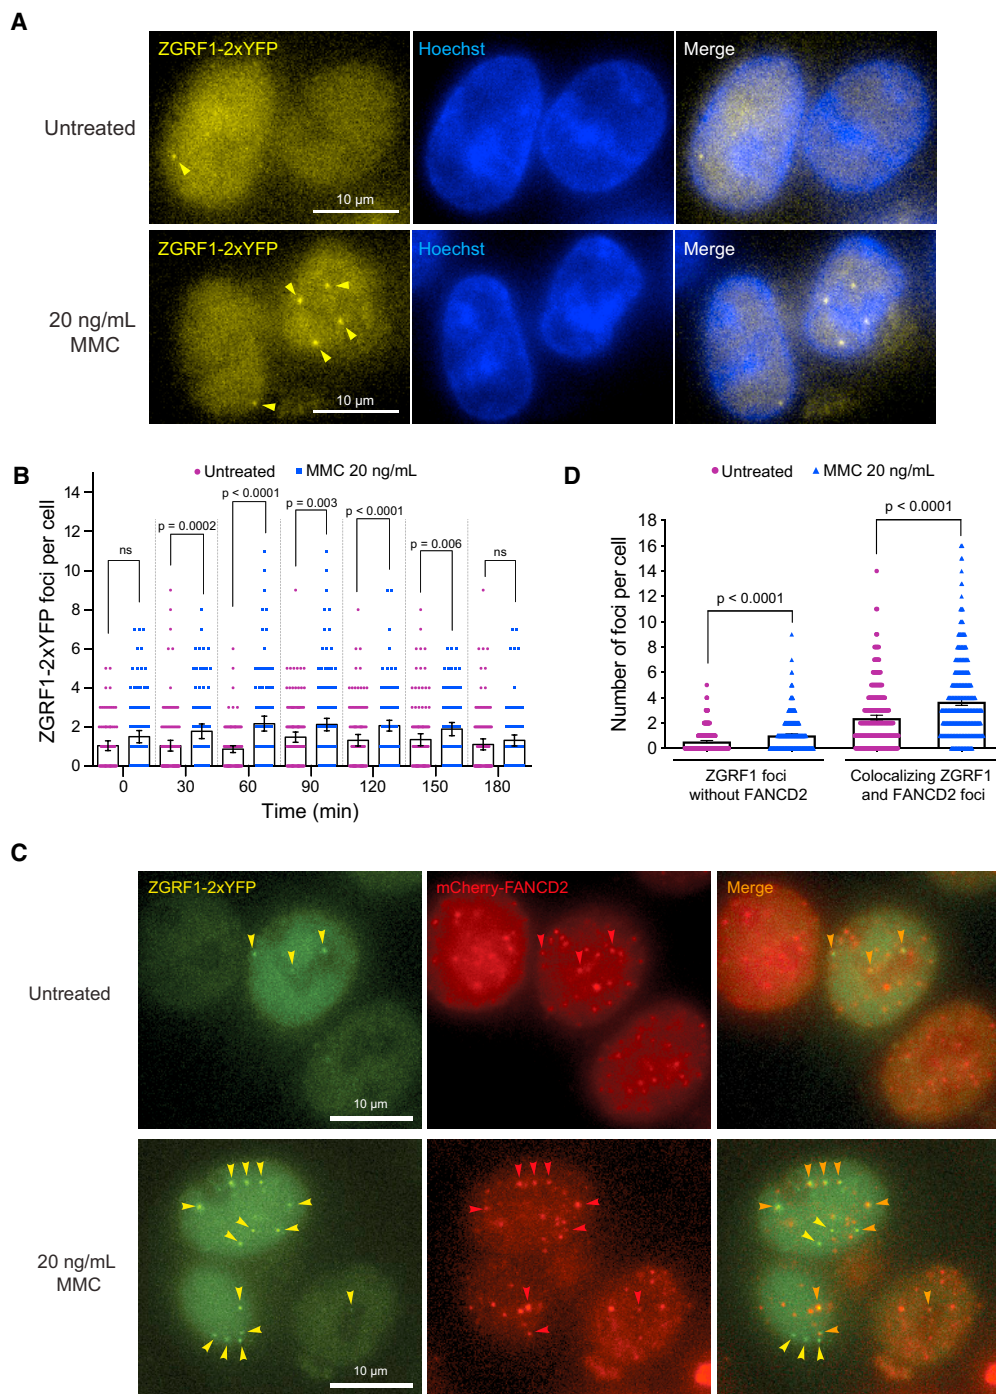 A
ZGRF1-2xYFP
Hoechst
Merge
Untreated
10 µm
ZGRF1-2xYFP
Hoechst
Merge
20 ng/mL
MMC
10 µm
B
Untreated
MMC 20 ng/mL
ZGRF1-2xYFP foci per cell
14
12
10
8
6
4
2
0
ns
p = 0.0002
p < 0.0001
p = 0.003
p < 0.0001
p = 0.006
ns
0
30
60
90
120
150
180
Time (min)
D
Untreated
MMC 20 ng/mL
Number of foci per cell
18
16
14
12
10
8
6
4
2
0
p < 0.0001
p < 0.0001
ZGRF1 foci
without FANCD2
Colocalizing ZGRF1
and FANCD2 foci
C
ZGRF1-2xYFP
mCherry-FANCD2
Merge
Untreated
10 µm
20 ng/mL
MMC
10 µm